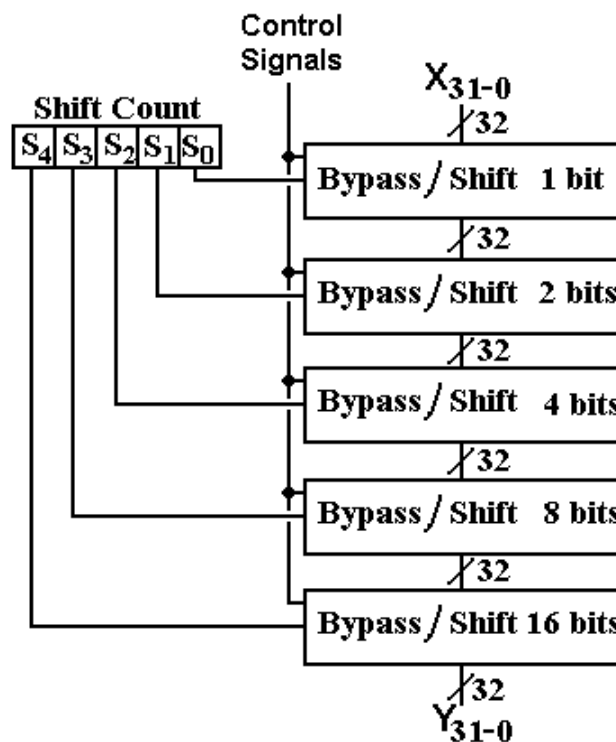 Control
Signals
X31-0
Shift Count
S4 S3 S2 S1 S0
32
Bypass / Shift 1 bit
32
Bypass / Shift 2 bits
32
Bypass / Shift 4 bits
32
Bypass / Shift 8 bits
32
Bypass / Shift 16 bits
32
Y31-0